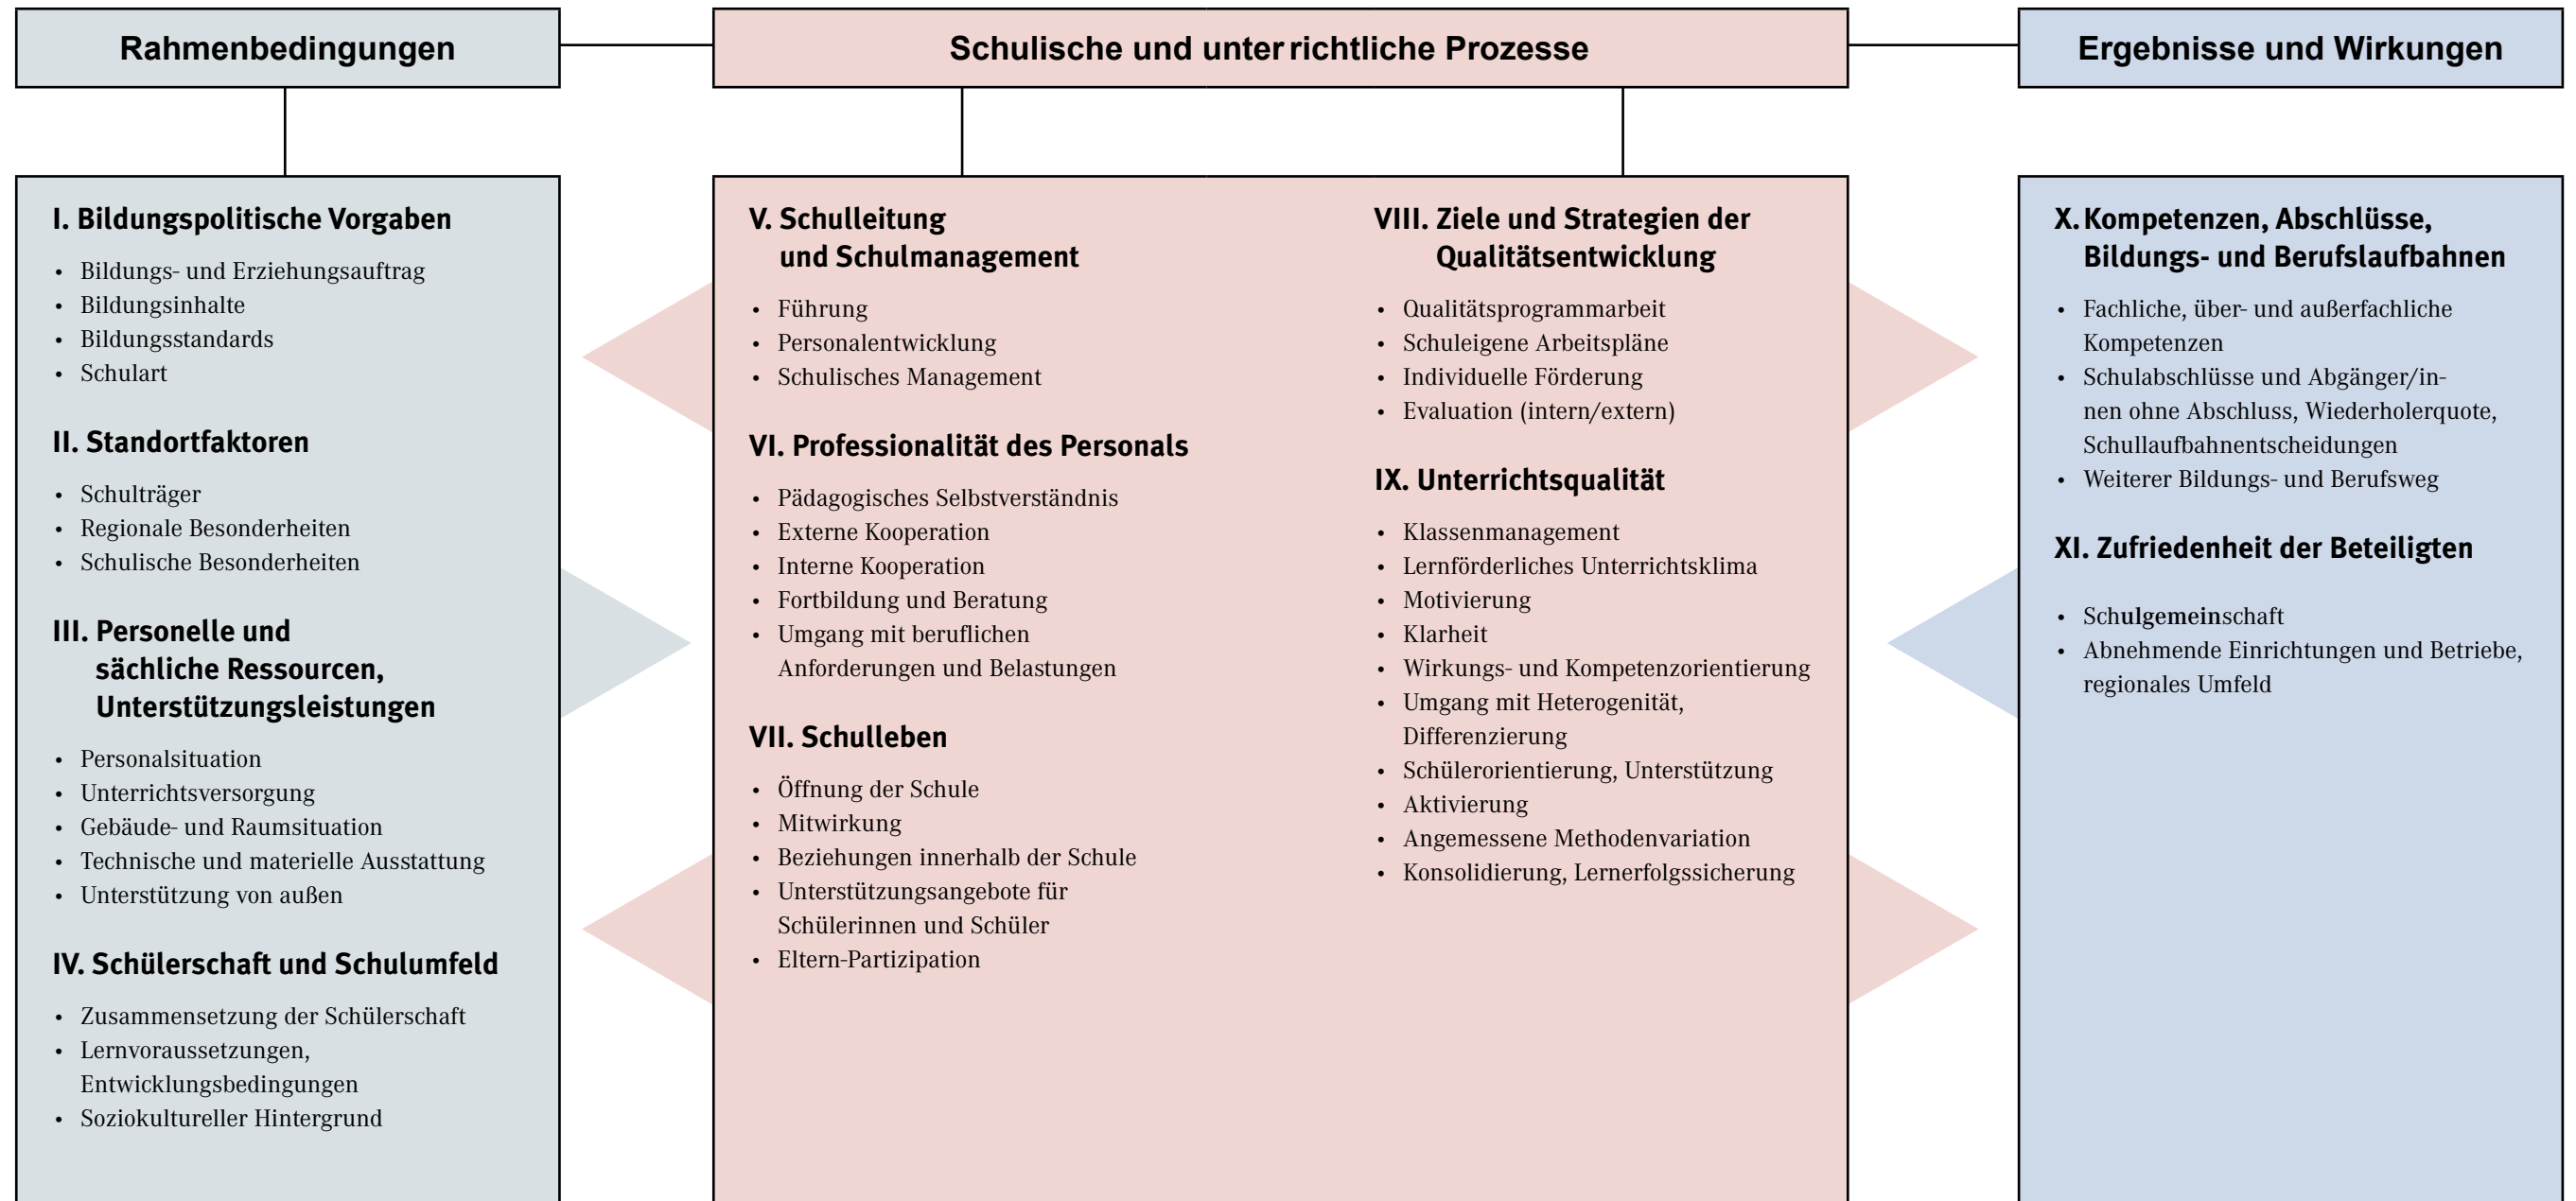 Rahmenbedingungen
Schulische und unterrichtliche Prozesse
Ergebnisse und Wirkungen
I. Bildungspolitische Vorgaben
• Bildungs- und Erziehungsauftrag
• Bildungsinhalte
• Bildungsstandards
• Schulart
II. Standortfaktoren
• Schulträger
• Regionale Besonderheiten
• Schulische Besonderheiten
III. Personelle und
sächliche Ressourcen,
Unterstützungsleistungen
• Personalsituation
• Unterrichtsversorgung
• Gebäude- und Raumsituation
• Technische und materielle Ausstattung
• Unterstützung von außen
IV. Schülerschaft und Schulumfeld
• Zusammensetzung der Schülerschaft
• Lernvoraussetzungen,
Entwicklungsbedingungen
• Soziokultureller Hintergrund
V. Schulleitung
und Schulmanagement
• Führung
• Personalentwicklung
• Schulisches Management
VI. Professionalität des Personals
• Pädagogisches Selbstverständnis
• Externe Kooperation
• Interne Kooperation
• Fortbildung und Beratung
• Umgang mit beruflichen
Anforderungen und Belastungen
VII. Schulleben
• Öffnung der Schule
• Mitwirkung
• Beziehungen innerhalb der Schule
• Unterstützungsangebote für
Schülerinnen und Schüler
• Eltern-Partizipation
VIII. Ziele und Strategien der
Qualitätsentwicklung
• Qualitätsprogrammarbeit
• Schuleigene Arbeitspläne
• Individuelle Förderung
• Evaluation (intern/extern)
IX. Unterrichtsqualität
• Klassenmanagement
• Lernförderliches Unterrichtsklima
• Motivierung
• Klarheit
• Wirkungs- und Kompetenzorientierung
• Umgang mit Heterogenität,
Differenzierung
• Schülerorientierung, Unterstützung
• Aktivierung
• Angemessene Methodenvariation
• Konsolidierung, Lernerfolgssicherung
X. Kompetenzen, Abschlüsse,
Bildungs- und Berufslaufbahnen
• Fachliche, über- und außerfachliche
Kompetenzen
• Schulabschlüsse und Abgänger/in-
nen ohne Abschluss, Wiederholerquote,
Schullaufbahnentscheidungen
• Weiterer Bildungs- und Berufsweg
XI. Zufriedenheit der Beteiligten
• Schulgemeinschaft
• Abnehmende Einrichtungen und Betriebe,
regionales Umfeld